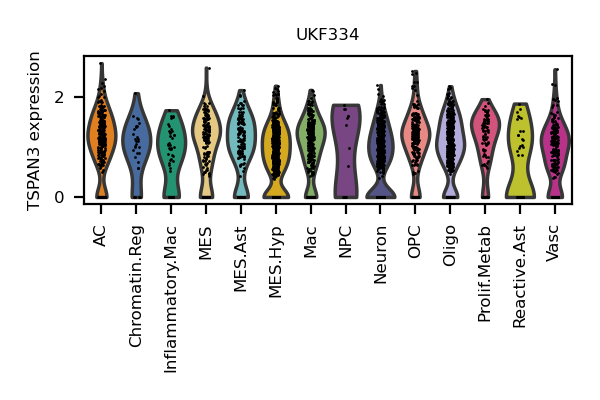 UKF334
TSPAN3 expression
2
0
AC
Chromatin.Reg
Inflammatory.Mac
MES
MES.Ast
MES.Hyp
Mac
NPC
Neuron
OPC
Oligo
Prolif.Metab
Reactive.Ast
Vasc